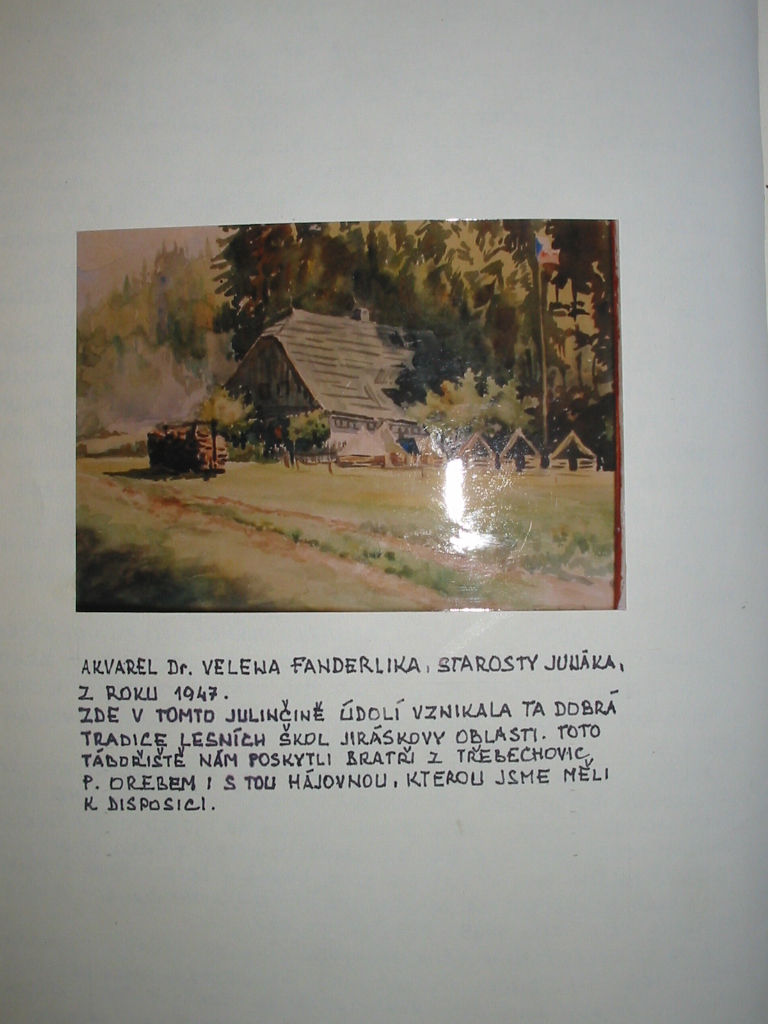 AKVAREL Dr. VELENA FANDERLIKA, STAROSTY JUNÁKA,
Z ROKU 1947.
ZDE V TOMTO JULINČINĚ ÚDOLÍ VZNIKALA TA DOBRÁ
TRADICE LESNÍCH ŠKOL JIRÁSKOVY OBLASTI. TOTO
TÁBOŘIŠTĚ NÁM POSKYTLI BRATŘI Z TŘEBECHOVIC
P. OREBEM I S TOU HÁJOVNOU, KTEROU JSME MĚLI
K DISPOSICI.